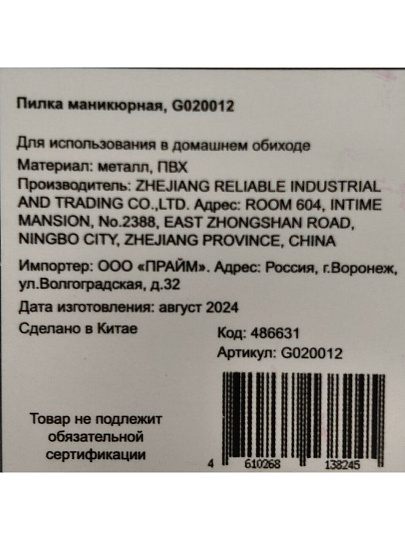 Пилка маникюрная, G020012
Для использования в домашнем обиходе
Материал: металл, ПВХ
Производитель: ZHEJIANG RELIABLE INDUSTRIAL
AND TRADING CO.,LTD. Адрес: ROOM 604, INTIME
MANSION, No.2388, EAST ZHONGSHAN ROAD,
NINGBO CITY, ZHEJIANG PROVINCE, CHINA
Импортер: ООО «ПРАЙМ». Адрес: Россия, г.Воронеж,
ул.Волгоградская, д.32
Дата изготовления: август 2024
Сделано в Китае
Код: 486631
Артикул: G020012
Товар не подлежит
обязательной
сертификации
4 610268 138245